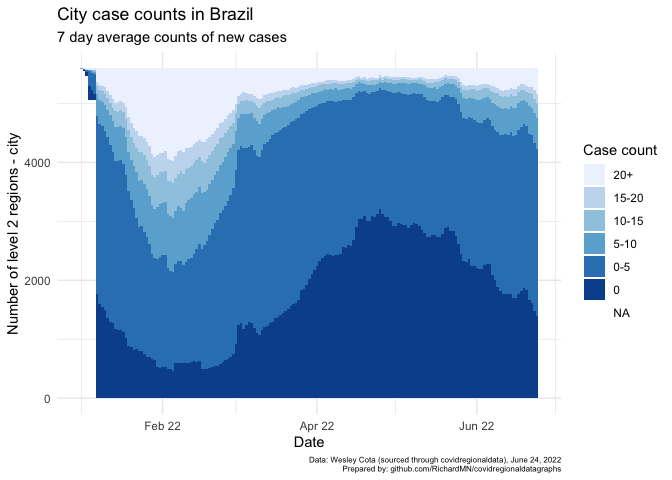 City case counts in Brazil
7 day average counts of new cases
Number of level 2 regions - city
4000
2000
0
Feb 22
Apr 22
Jun 22
Date
Case count
20+
15-20
10-15
5-10
0-5
0
NA
Data: Wesley Cota (sourced through covidregionaldata), June 24, 2022
Prepared by: github.com/RichardMN/covidregionaldatagraphs